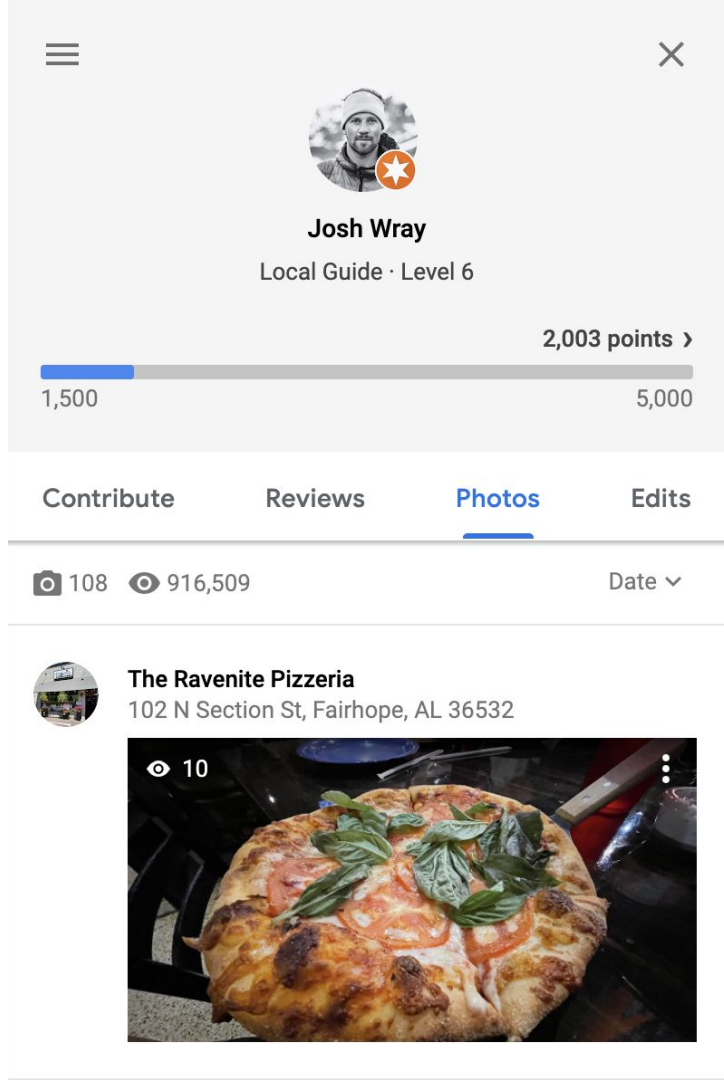 Josh Wray
Local Guide · Level 6
2,003 points ›
1,500 5,000
Contribute Reviews Photos Edits
108 916,509 Date
The Ravenite Pizzeria
102 N Section St, Fairhope, AL 36532
10